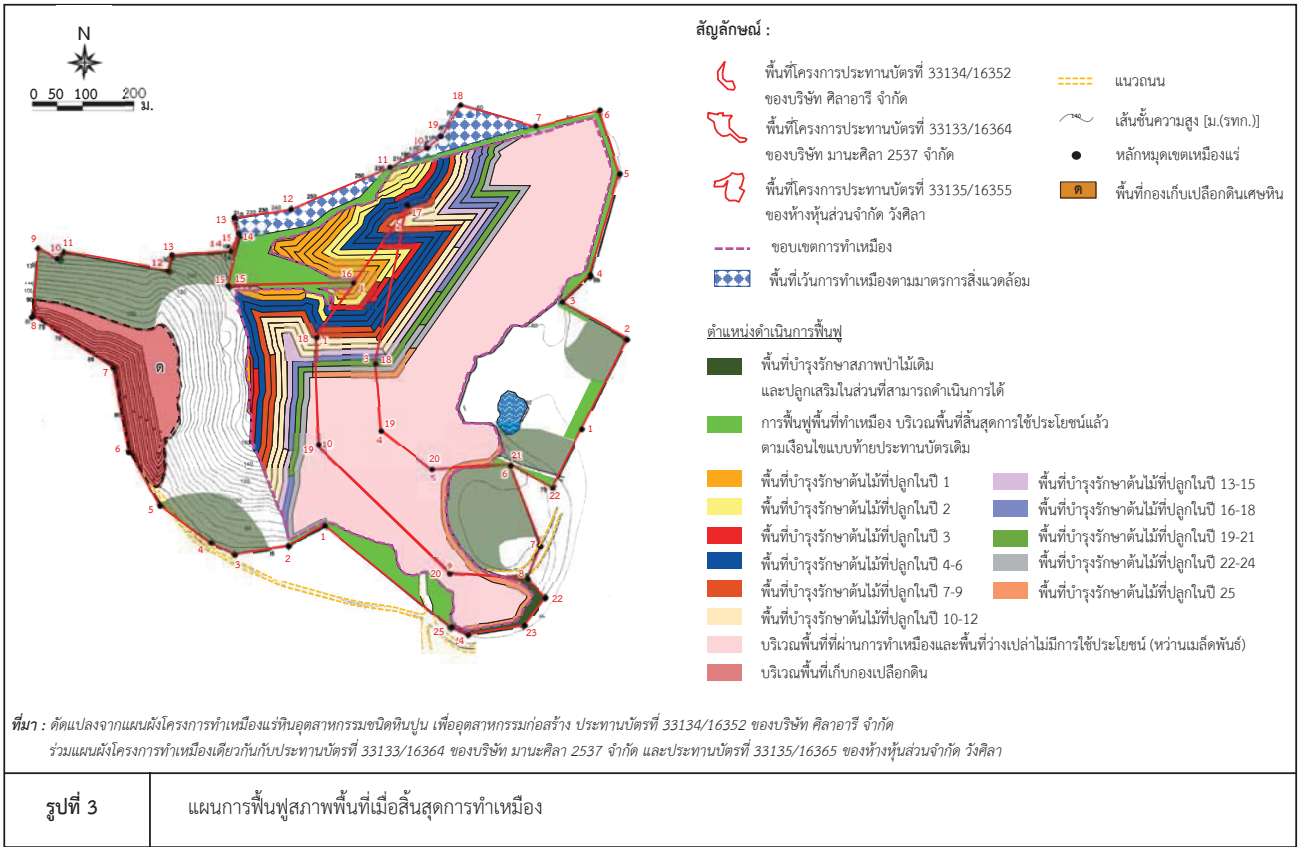 N
0 50 100 200
ม.
สัญลักษณ์ :
พื้นที่โครงการประทานบัตรที่ 33134/16352
ของบริษัท ศิลาอารี จำกัด
พื้นที่โครงการประทานบัตรที่ 33133/16364
ของบริษัท มานะศิลา 2537 จำกัด
พื้นที่โครงการประทานบัตรที่ 33135/16355
ของห้างหุ้นส่วนจำกัด วังศิลา
ขอบเขตการทำเหมือง
พื้นที่เว้นการทำเหมืองตามมาตรการสิ่งแวดล้อม
แนวถนน
เส้นชั้นความสูง [ม.(รทก.)]
หลักหมุดเขตเหมืองแร่
ด
พื้นที่กองเก็บเปลือกดินเศษหิน
ตำแหน่งดำเนินการฟื้นฟู
พื้นที่บำรุงรักษาสภาพป่าไม้เดิม
และปลูกเสริมในส่วนที่สามารถดำเนินการได้
การฟื้นฟูพื้นที่ทำเหมือง บริเวณพื้นที่สิ้นสุดการใช้ประโยชน์แล้ว
ตามเงื่อนไขแบบท้ายประทานบัตรเดิม
พื้นที่บำรุงรักษาต้นไม้ที่ปลูกในปี 1
พื้นที่บำรุงรักษาต้นไม้ที่ปลูกในปี 2
พื้นที่บำรุงรักษาต้นไม้ที่ปลูกในปี 3
พื้นที่บำรุงรักษาต้นไม้ที่ปลูกในปี 4-6
พื้นที่บำรุงรักษาต้นไม้ที่ปลูกในปี 7-9
พื้นที่บำรุงรักษาต้นไม้ที่ปลูกในปี 10-12
พื้นที่บำรุงรักษาต้นไม้ที่ปลูกในปี 13-15
พื้นที่บำรุงรักษาต้นไม้ที่ปลูกในปี 16-18
พื้นที่บำรุงรักษาต้นไม้ที่ปลูกในปี 19-21
พื้นที่บำรุงรักษาต้นไม้ที่ปลูกในปี 22-24
พื้นที่บำรุงรักษาต้นไม้ที่ปลูกในปี 25
บริเวณพื้นที่ที่ผ่านการทำเหมืองและพื้นที่ว่างเปล่าไม่มีการใช้ประโยชน์ (หว่านเมล็ดพันธ์)
บริเวณพื้นที่เก็บกองเปลือกดิน
18
7
6
19
5
11
12
17
13
14
9
11
13
12
15
15
16
4
3
2
8
18
3
18
7
19
4
1
19
10
20
21
6
6
22
5
1
4
3
2
7
9
20
8
22
25
23
ด
ที่มา : ดัดแปลงจากแผนผังโครงการทำเหมืองแร่หินอุตสาหกรรมชนิดหินปูน เพื่ออุตสาหกรรมก่อสร้าง ประทานบัตรที่ 33134/16352 ของบริษัท ศิลาอารี จำกัด
ร่วมแผนผังโครงการทำเหมืองเดียวกันกับประทานบัตรที่ 33133/16364 ของบริษัท มานะศิลา 2537 จำกัด และประทานบัตรที่ 33135/16365 ของห้างหุ้นส่วนจำกัด วังศิลา
รูปที่ 3
แผนการฟื้นฟูสภาพพื้นที่เมื่อสิ้นสุดการทำเหมือง